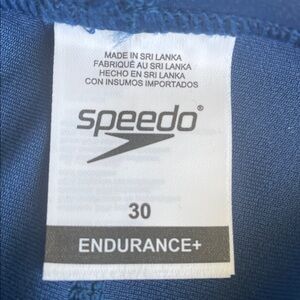 MADE IN SRI LANKA
FABRIQUÉ AU SRI LANKA
HECHO EN SRI LANKA
CON INSUMOS IMPORTADOS
speedo®
30
ENDURANCE+